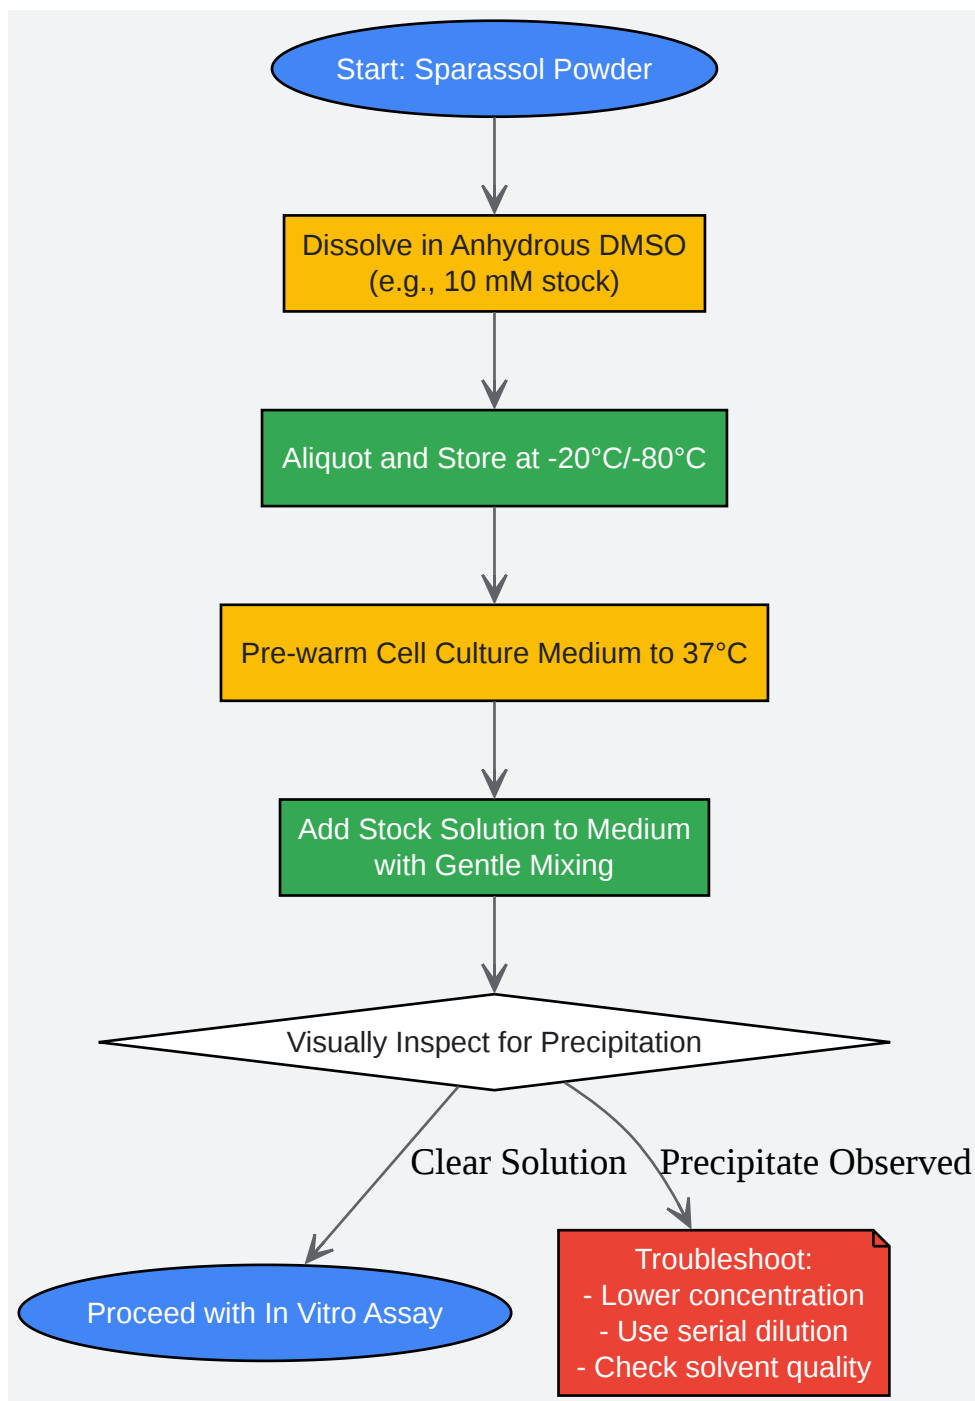 Start: Sparassol Powder
Dissolve in Anhydrous DMSO
(e.g., 10 mM stock)
Aliquot and Store at -20°C/-80°C
Pre-warm Cell Culture Medium to 37°C
Add Stock Solution to Medium
with Gentle Mixing
Visually Inspect for Precipitation
Clear Solution
Precipitate Observed
Proceed with In Vitro Assay
Troubleshoot:
- Lower concentration
- Use serial dilution
- Check solvent quality